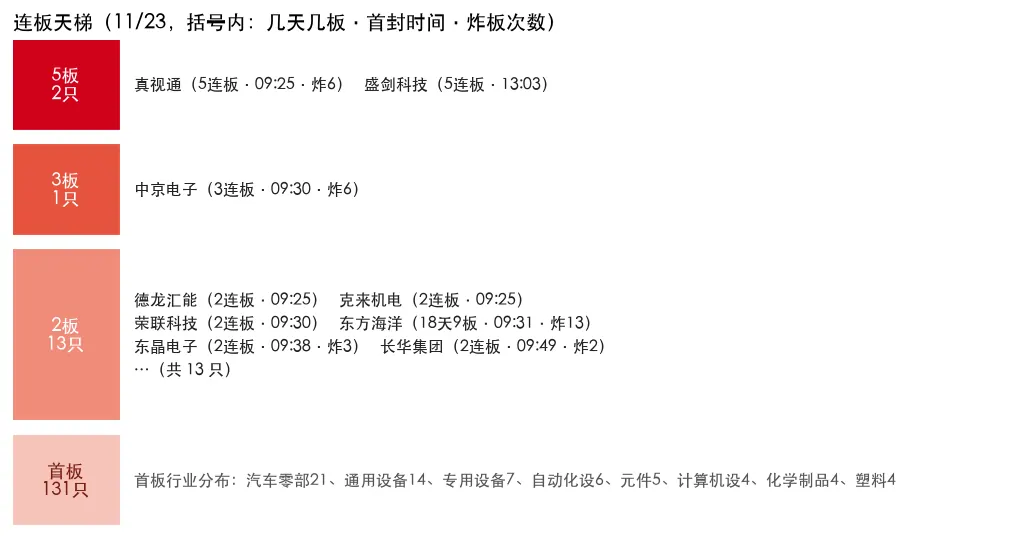 连板天梯（11/23，括号内：几天几板·首封时间·炸板次数）
5板
2只
真视通（5连板·09:25·炸6） 盛剑科技（5连板·13:03）
3板
1只
中京电子（3连板·09:30·炸6）
2板
13只
德龙汇能（2连板·09:25） 克来机电（2连板·09:25）
荣联科技（2连板·09:30） 东方海洋（18天9板·09:31·炸13）
东晶电子（2连板·09:38·炸3） 长华集团（2连板·09:49·炸2）
…（共 13 只）
首板
131只
首板行业分布：汽车零部21、通用设备14、专用设备7、自动化设6、元件5、计算机设4、化学制品4、塑料4